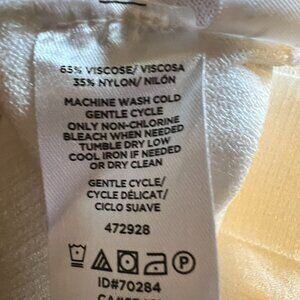 65% VISCOSE/ VISCOSA
35% NYLON/ NILÓN
MACHINE WASH COLD
GENTLE CYCLE
ONLY NON-CHLORINE
BLEACH WHEN NEEDED
TUMBLE DRY LOW
COOL IRON IF NEEDED
OR DRY CLEAN
GENTLE CYCLE/
CYCLE DÉLICAT/
CICLO SUAVE
472928
P
ID#70284